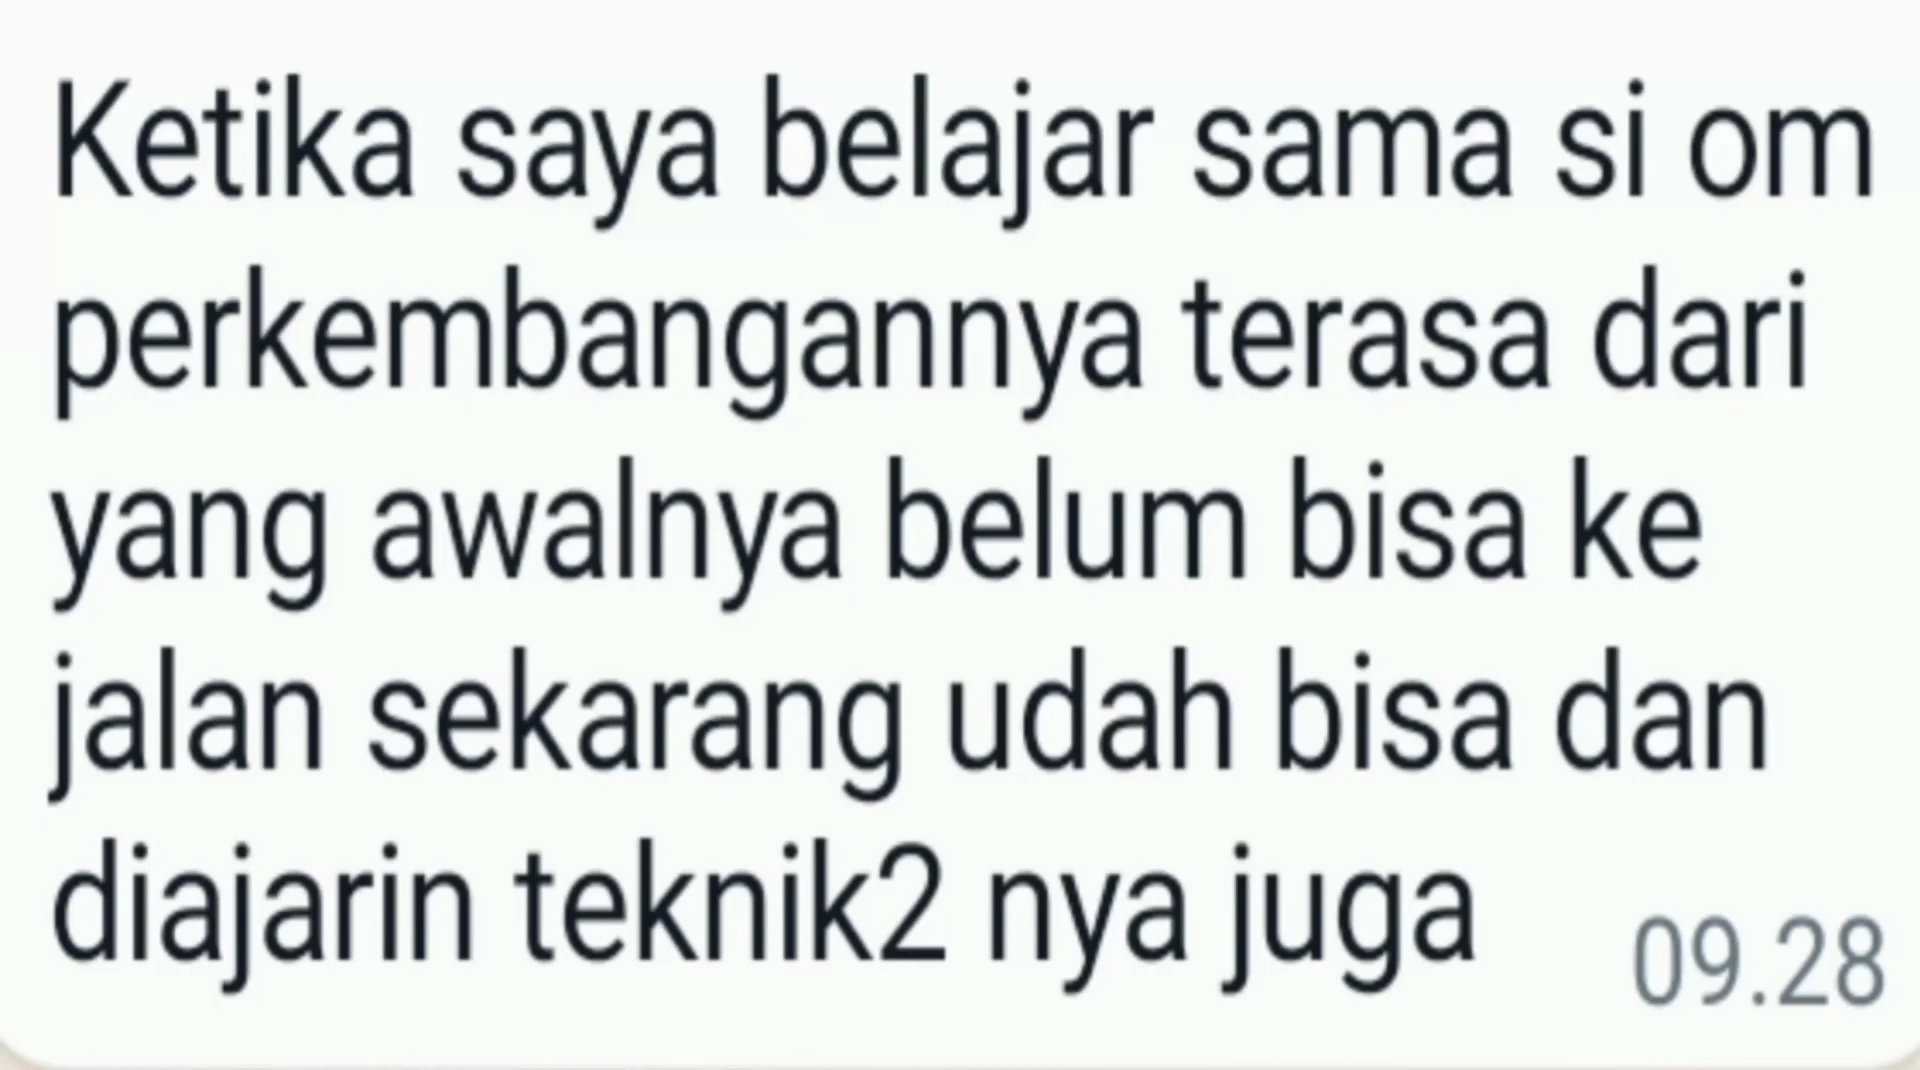 Ketika saya belajar sama si om
perkembangannya terasa dari
yang awalnya belum bisa ke
jalan sekarang udah bisa dan
diajarin teknik2 nya juga
09.28